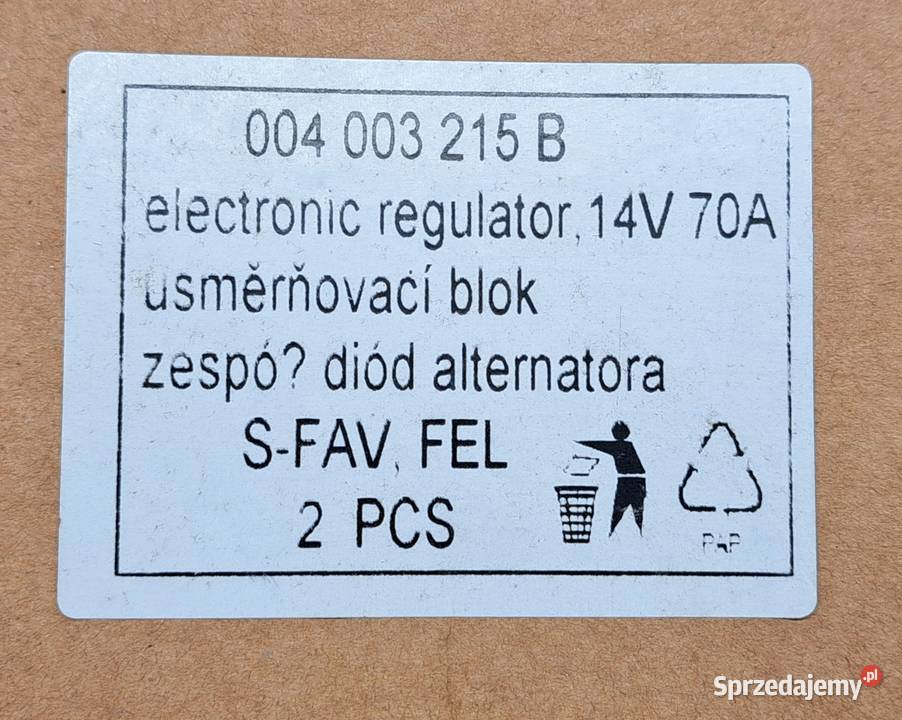 004 003 215 B
electronic regulator, 14V 70A
usměrňovací blok
zespó? diód alternatora
S-FAV, FEL
2 PCS
PAP
Sprzedajemy.pl